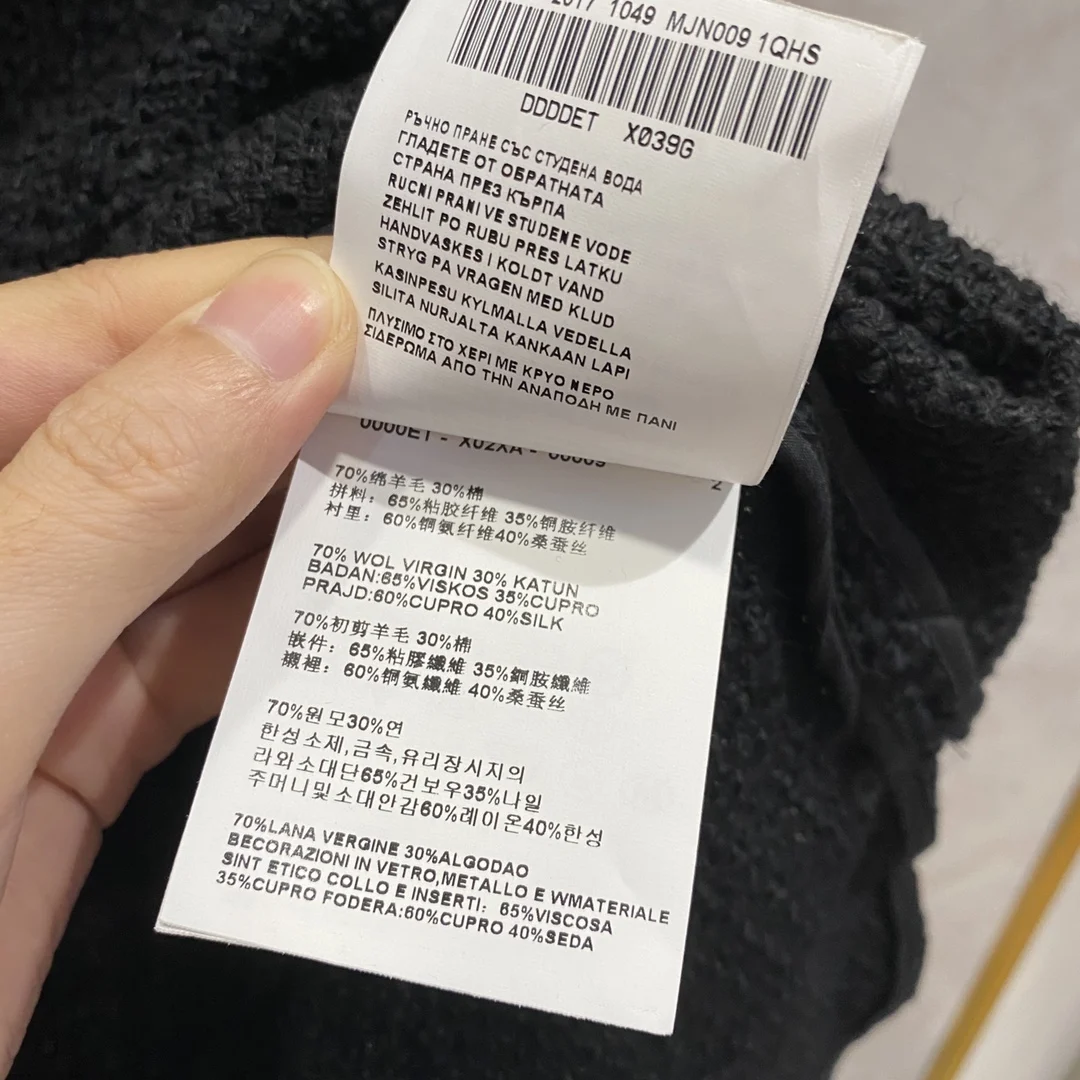 2017 1049 MJN009 1QHS
DDDDET X039G
РЪЧНО ПРАНЕ СЪС СТУДЕНА ВОДА
ГЛАДЕТЕ ОТ ОБРАТНАТА
СТРАНА ПРЕЗ КЪРПА
RUCNI PRANI VE STUDENE VODE
ZEHLIT PO RUBU PRES LATKU
HANDVASKES I KOLDT VAND
STRYG PA VRAGEN MED KLUD
KASINPESU KYLMALLA VEDELLA
SILITA NURJALTA KANKAAN LAPI
ΠΛΥΣΙΜΟ ΣΤΟ ΧΕΡΙ ΜΕ ΚΡΥΟ ΝΕΡΟ
ΣΙΔΕΡΩΜΑ ΑΠΟ ΤΗΝ ΑΝΑΠΟΔΗ ΜΕ ΠΑΝΙ
0000ET - X02XA - 00009
2
70%绵羊毛 30%棉
拼料: 65%粘胶纤维 35%铜胺纤维
衬里: 60%铜氨纤维40%桑蚕丝
70% WOL VIRGIN 30% KATUN
BADAN:65%VISKOS 35%CUPRO
PRAJD:60%CUPRO 40%SILK
70%初剪羊毛 30%棉
嵌件: 65%粘膠纖維 35%銅胺纖維
襯裡: 60%铜氨纖維 40%桑蚕丝
70%원모30%연
한성소제,금속,유리장시지의
라와소대단65%건보우35%나일
주머니및소대안감60%레이온40%한성
70%LANA VERGINE 30%ALGODAO
BECORAZIONI IN VETRO,METALLO E WMATERIALE
SINT ETICO COLLO E INSERTI: 65%VISCOSA
35%CUPRO FODERA:60%CUPRO 40%SEDA